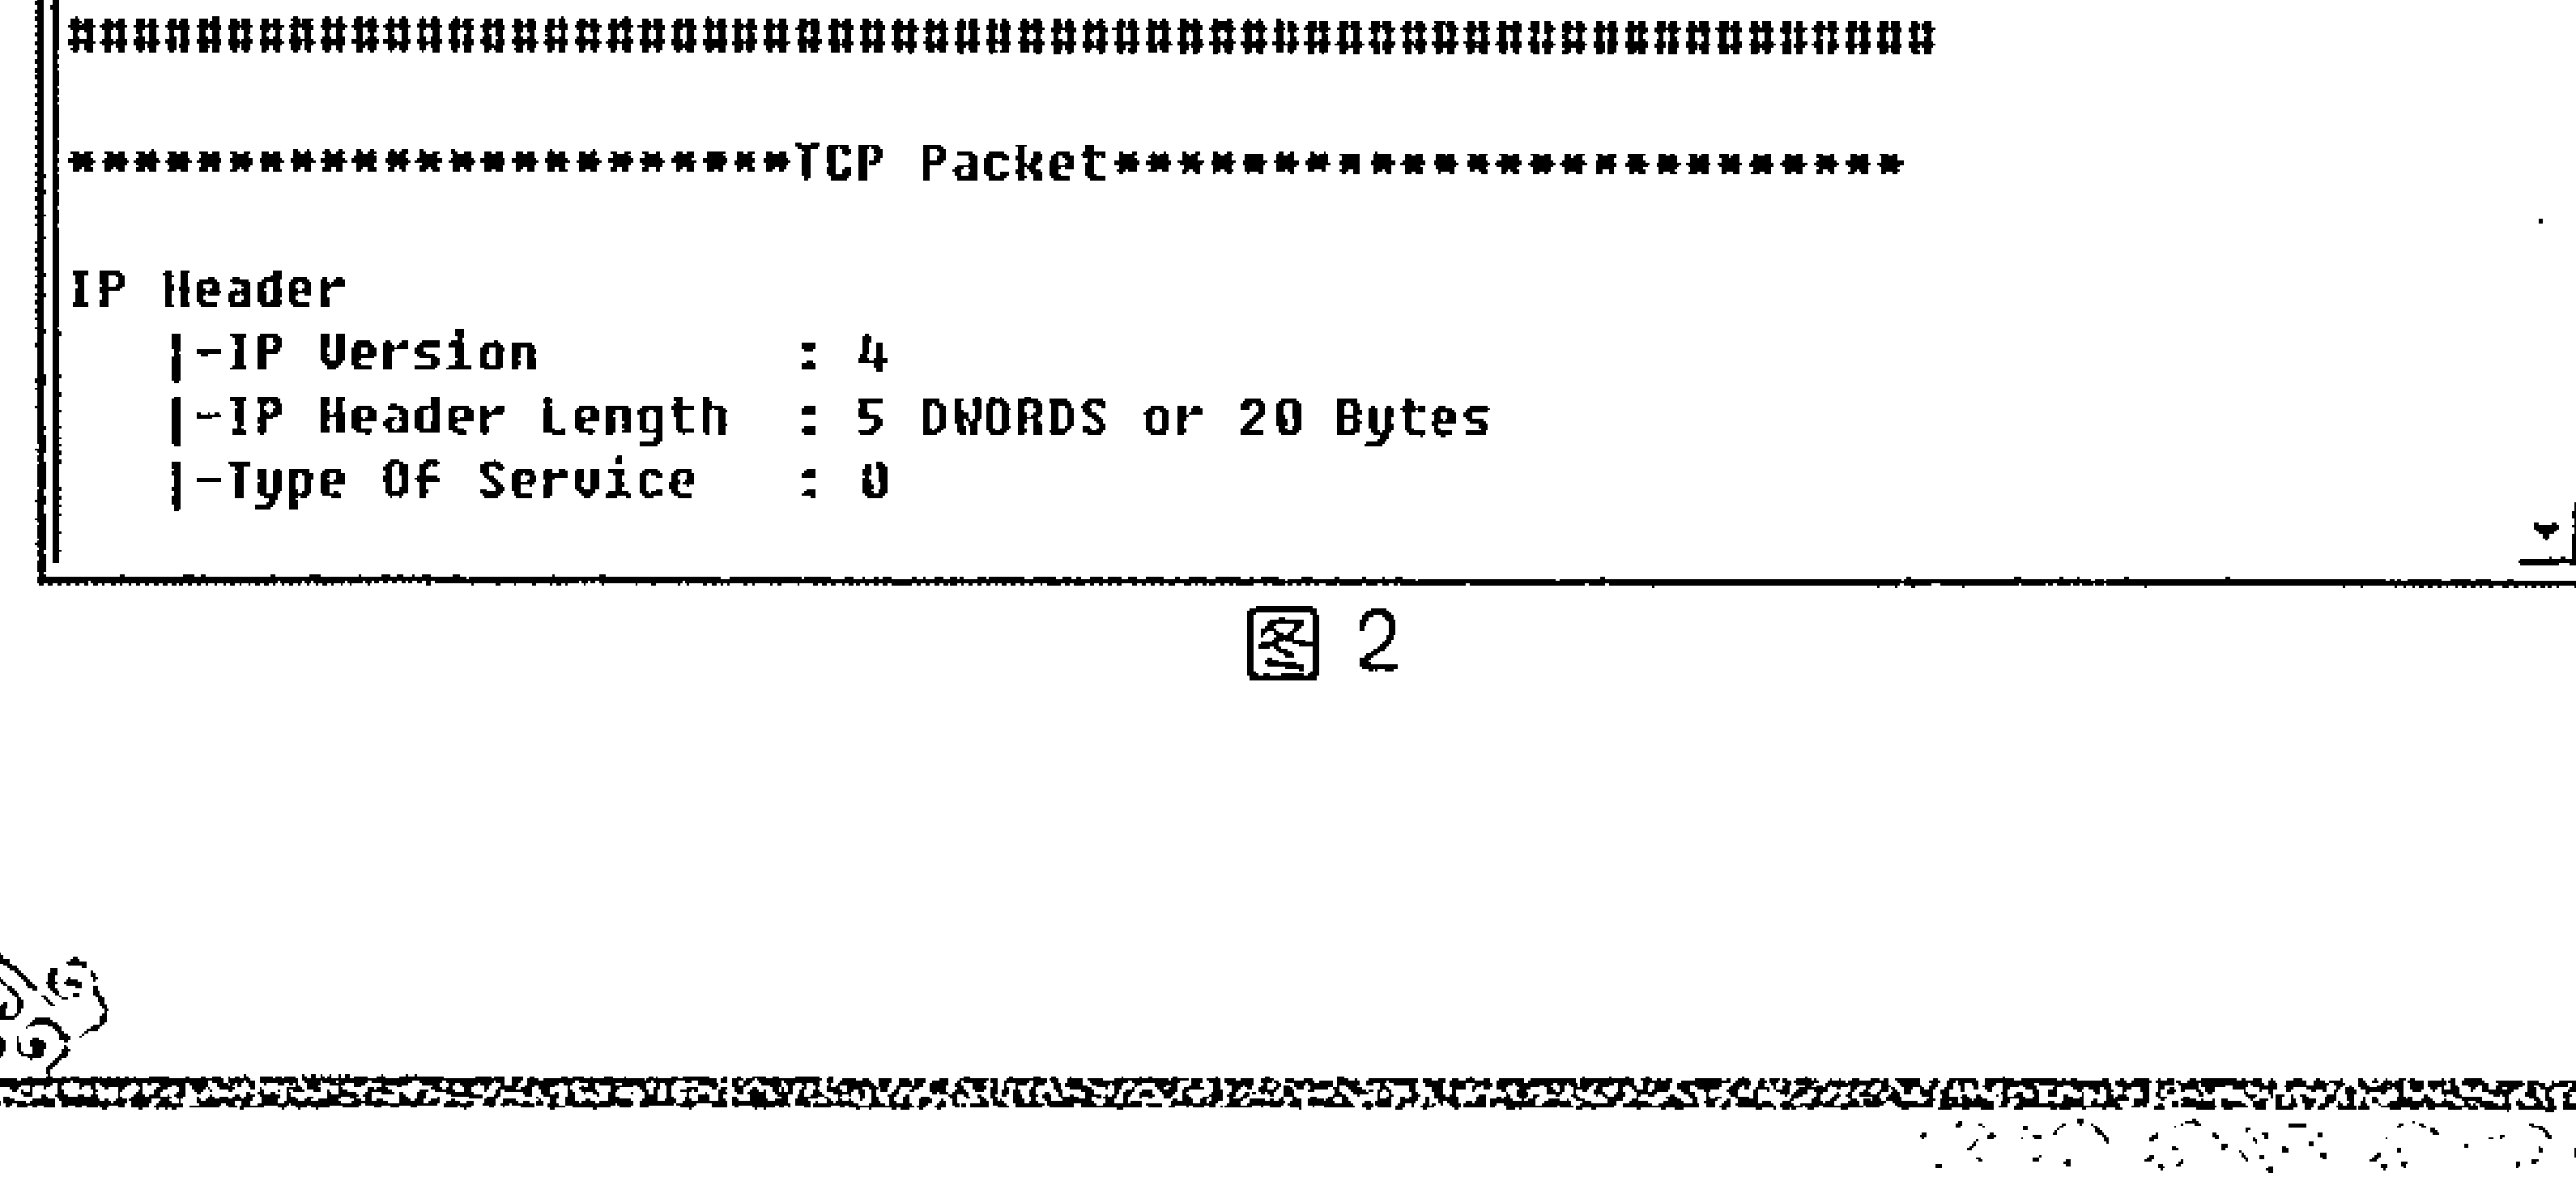 ###########################################################
***********************TCP Packet*************************
IP Header
|-IP Version : 4
|-IP Header Length : 5 DWORDS or 20 Bytes
|-Type Of Service : 0
图 2